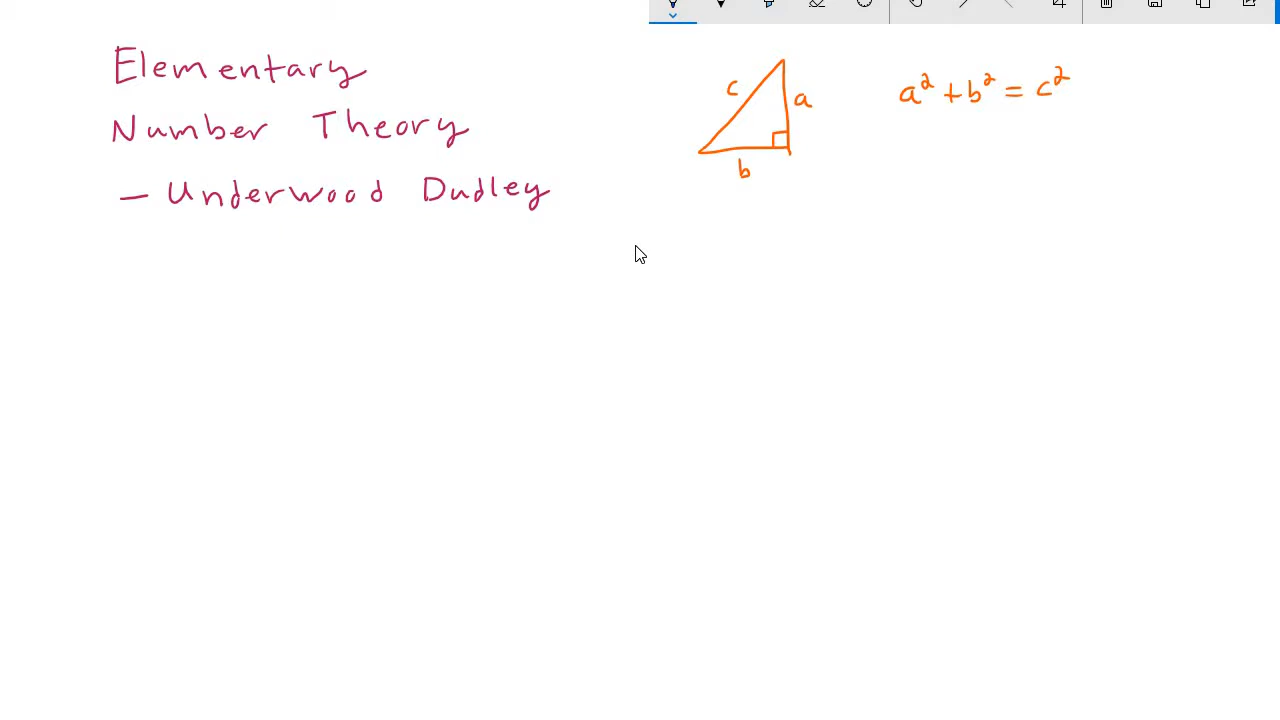 Elementary
Number Theory
— Underwood Dudley
c
a
b
a² + b² = c²